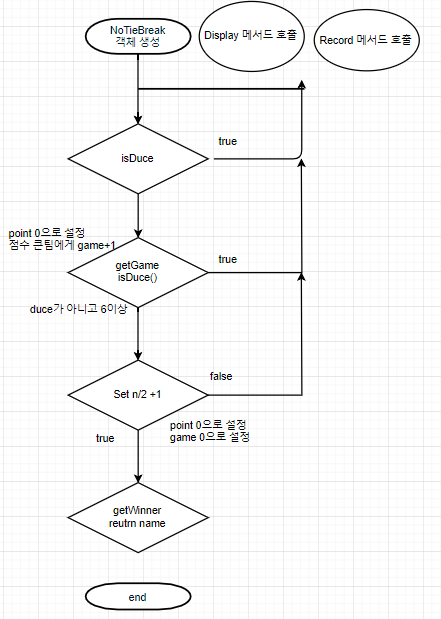 NoTieBreak
객체 생성
Display 메서드 호출
Record 메서드 호출
true
isDuce
point 0으로 설정
점수 큰팀에게 game+1
getGame
isDuce()
true
duce가 아니고 6이상
false
Set n/2 +1
point 0으로 설정
game 0으로 설정
true
getWinner
reutrn name
end